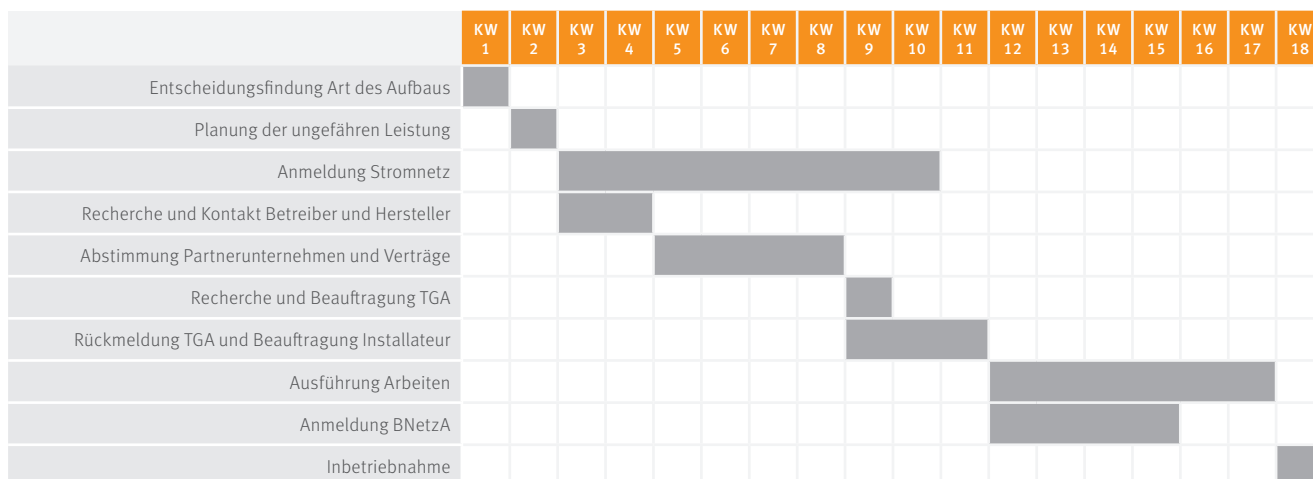 KW 1 KW 2 KW 3 KW 4 KW 5 KW 6 KW 7 KW 8 KW 9 KW 10 KW 11 KW 12 KW 13 KW 14 KW 15 KW 16 KW 17 KW 18
Entscheidungsfindung Art des Aufbaus
Planung der ungefähren Leistung
Anmeldung Stromnetz
Recherche und Kontakt Betreiber und Hersteller
Abstimmung Partnerunternehmen und Verträge
Recherche und Beauftragung TGA
Rückmeldung TGA und Beauftragung Installateur
Ausführung Arbeiten
Anmeldung BNetzA
Inbetriebnahme